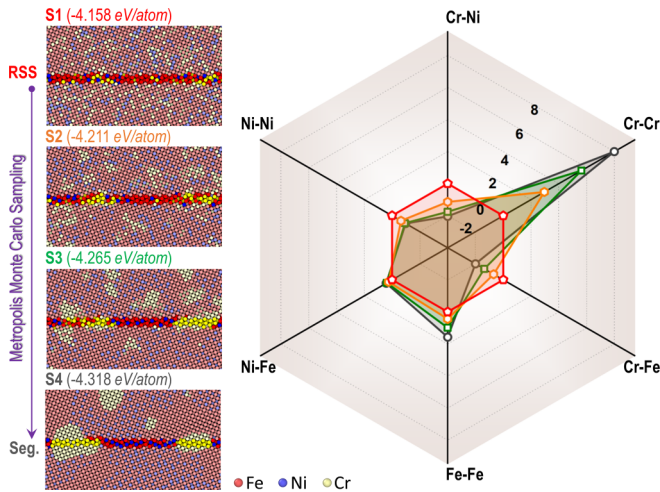 S1 (-4.158 eV/atom)
RSS
S2 (-4.211 eV/atom)
Metropolis Monte Carlo Sampling
S3 (-4.265 eV/atom)
S4 (-4.318 eV/atom)
Seg.
Fe Ni Cr
Cr-Ni
Cr-Cr
Cr-Fe
Fe-Fe
Ni-Fe
Ni-Ni
8
6
4
2
0
-2